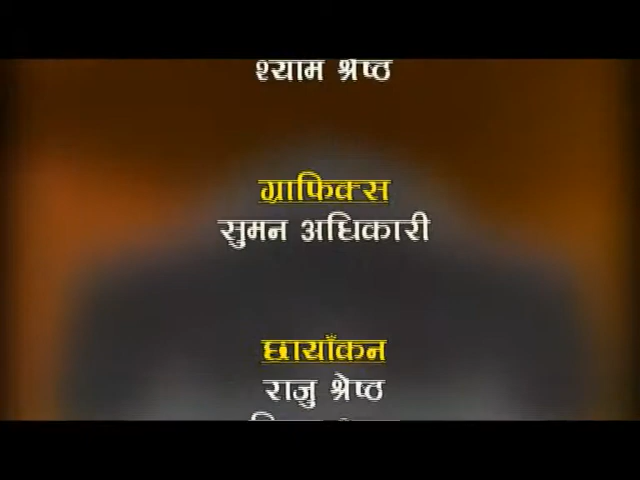 श्याम श्रेष्ठ
ग्राफिक्स
सुमन अधिकारी
छायाँकन
राजु श्रेष्ठ